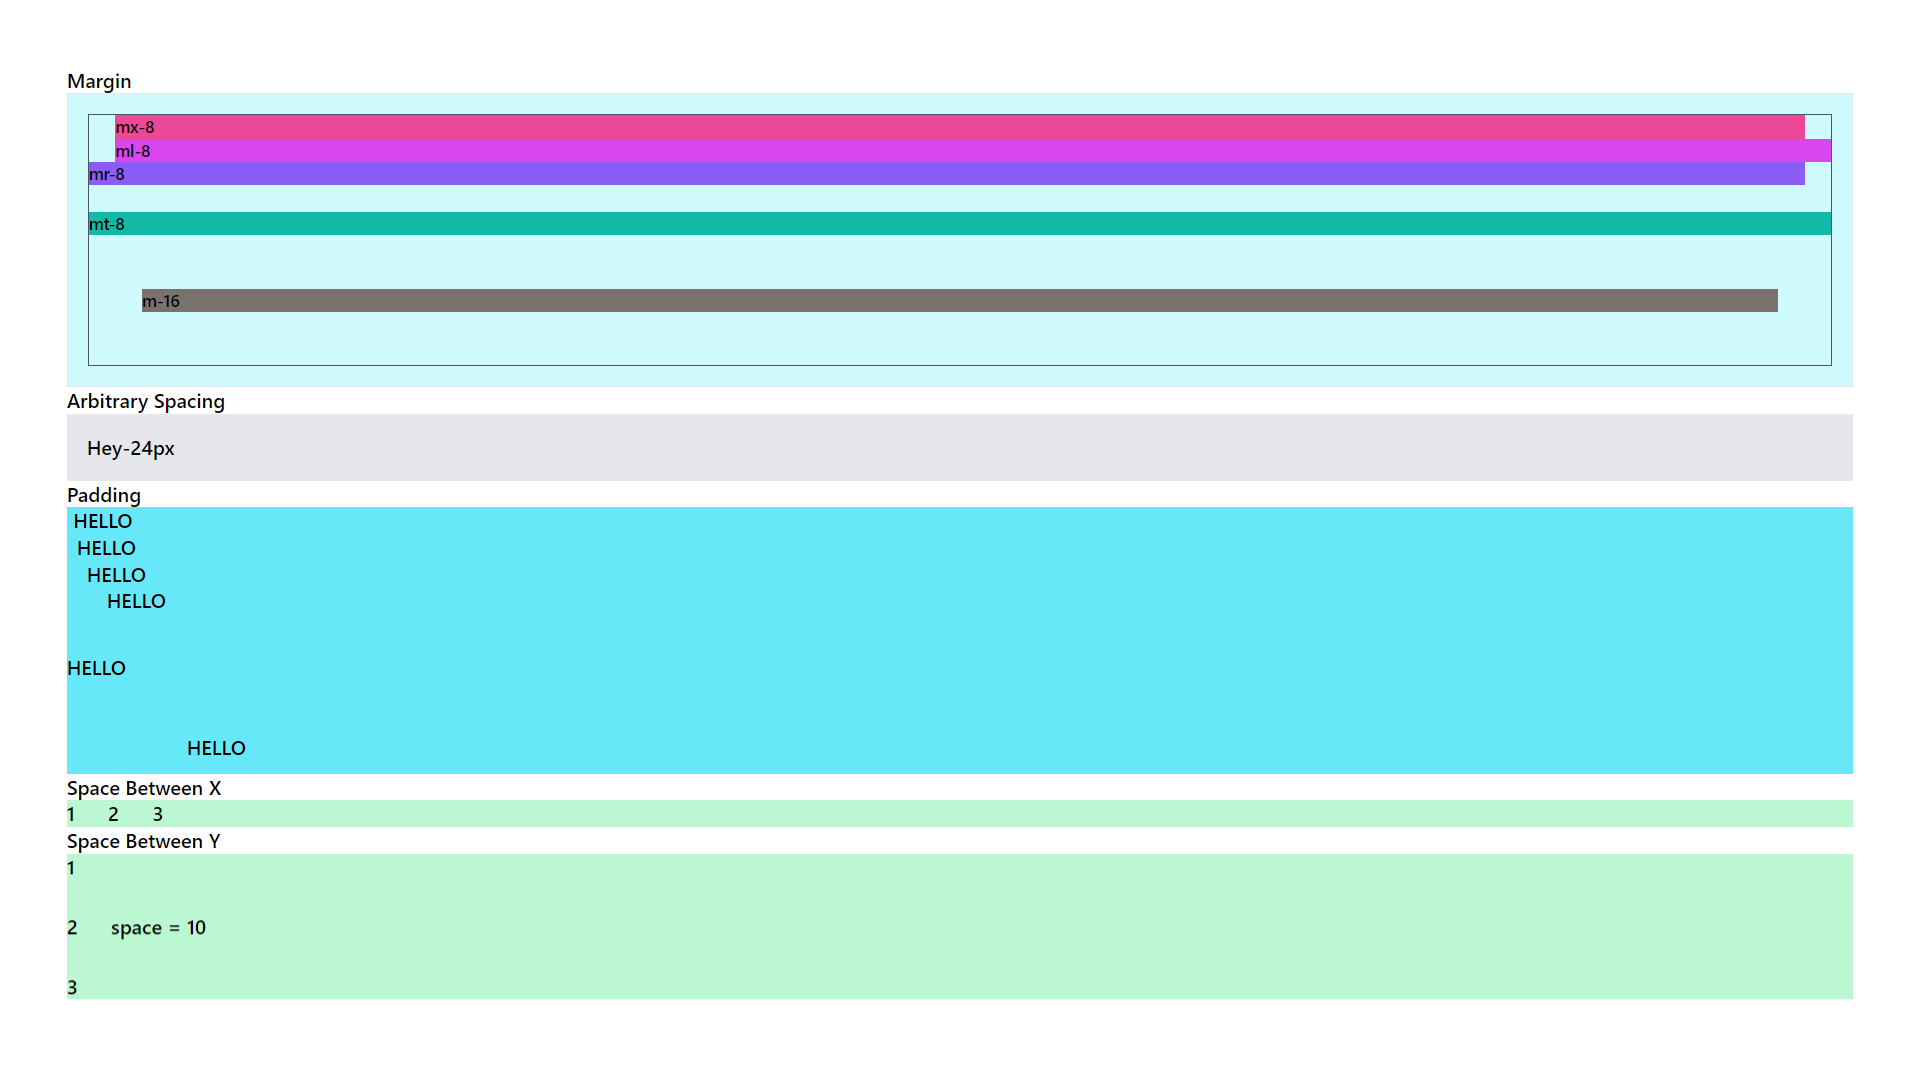 Margin
mx-8
ml-8
mr-8
mt-8
m-16
Arbitrary Spacing
Hey-24px
Padding
HELLO
HELLO
HELLO
HELLO
HELLO
HELLO
Space Between X
1 2 3
Space Between Y
1
2 space = 10
3